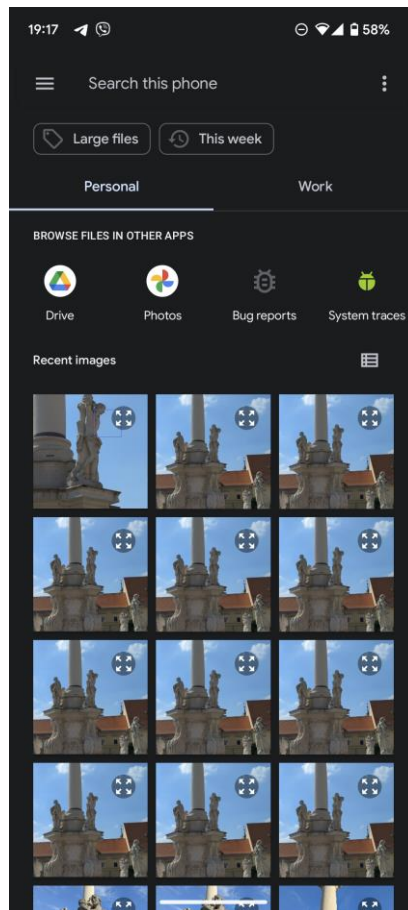 19:17 58%
Search this phone
Large files This week
Personal Work
BROWSE FILES IN OTHER APPS
Drive Photos Bug reports System traces
Recent images